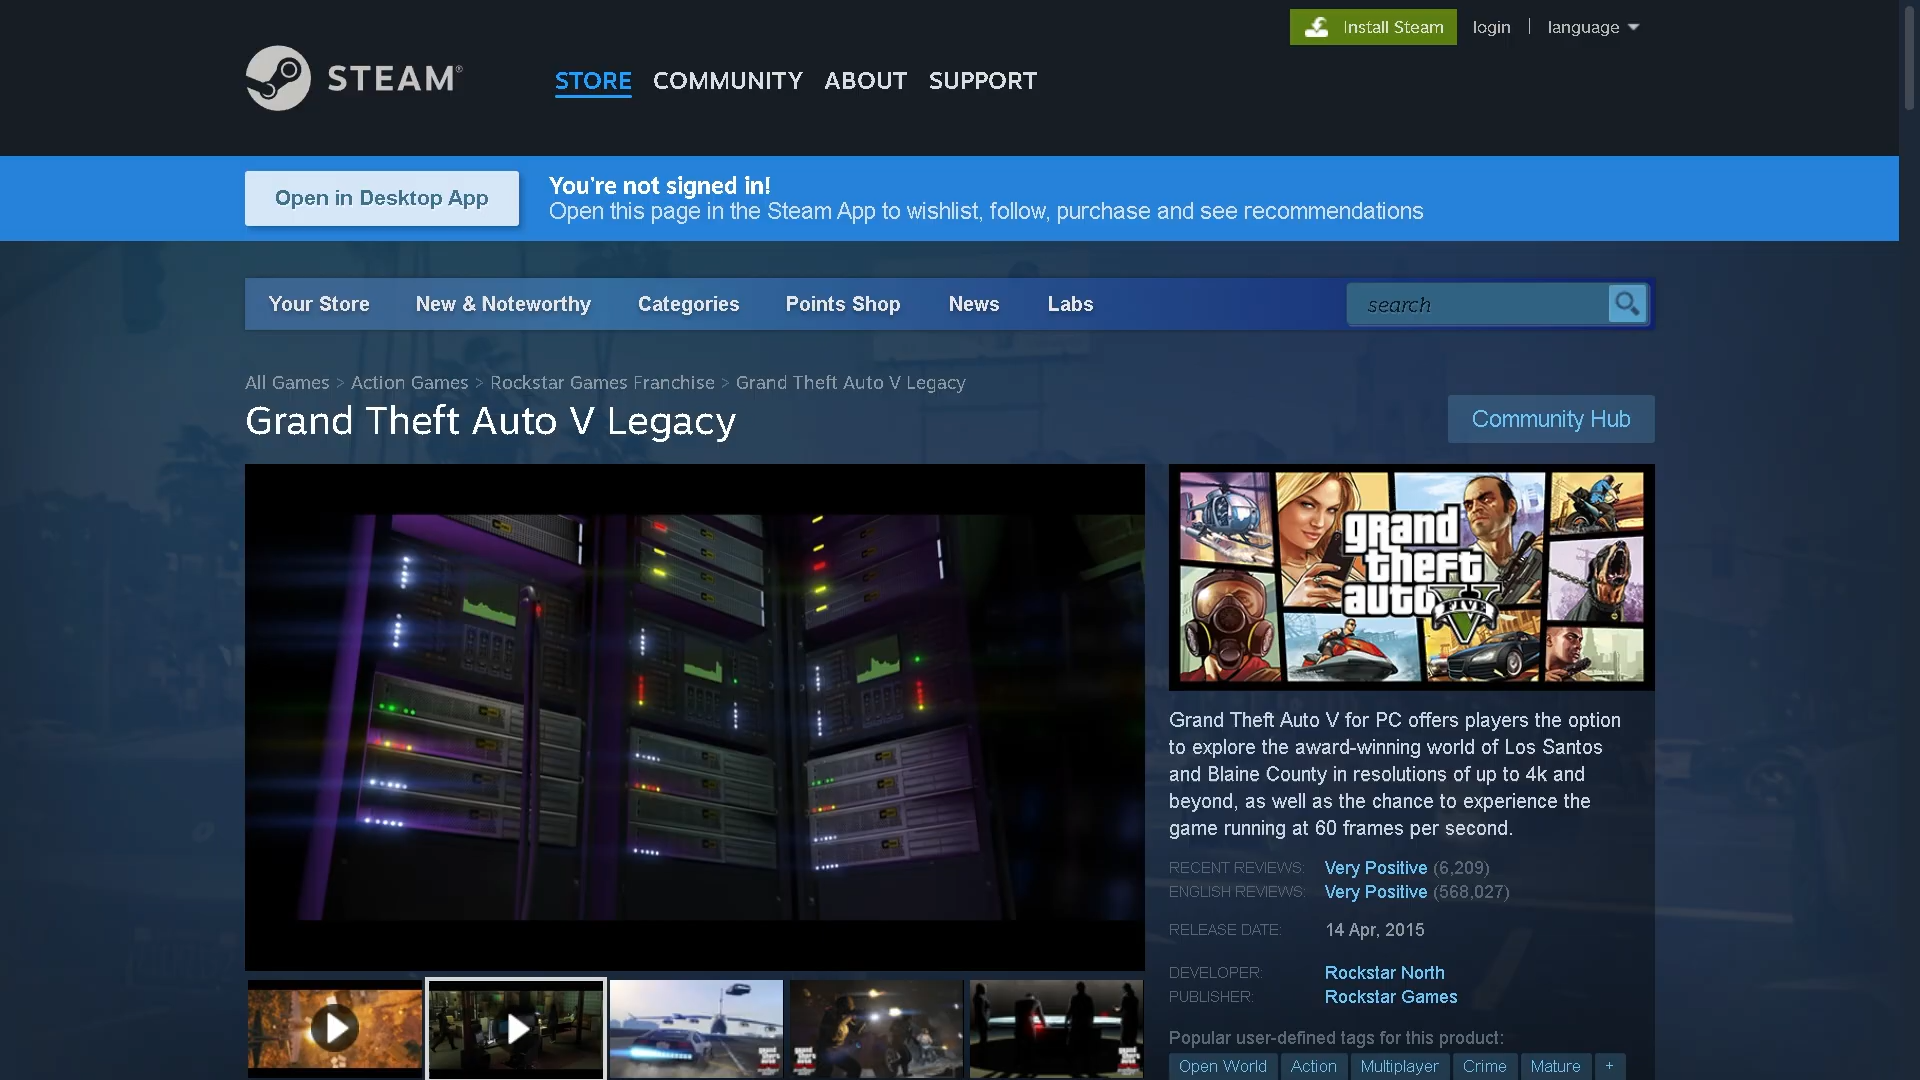 Install Steam
login
language
STEAM®
STORE
COMMUNITY
ABOUT
SUPPORT
Open in Desktop App
You're not signed in!
Open this page in the Steam App to wishlist, follow, purchase and see recommendations
Your Store
New & Noteworthy
Categories
Points Shop
News
Labs
search
All Games > Action Games > Rockstar Games Franchise > Grand Theft Auto V Legacy
Grand Theft Auto V Legacy
Community Hub
grand
theft
auto
FIVE
Grand Theft Auto V for PC offers players the option
to explore the award-winning world of Los Santos
and Blaine County in resolutions of up to 4k and
beyond, as well as the chance to experience the
game running at 60 frames per second.
RECENT REVIEWS: Very Positive (6,209)
ENGLISH REVIEWS: Very Positive (568,027)
RELEASE DATE: 14 Apr, 2015
DEVELOPER: Rockstar North
PUBLISHER: Rockstar Games
Popular user-defined tags for this product:
Open World
Action
Multiplayer
Crime
Mature
+